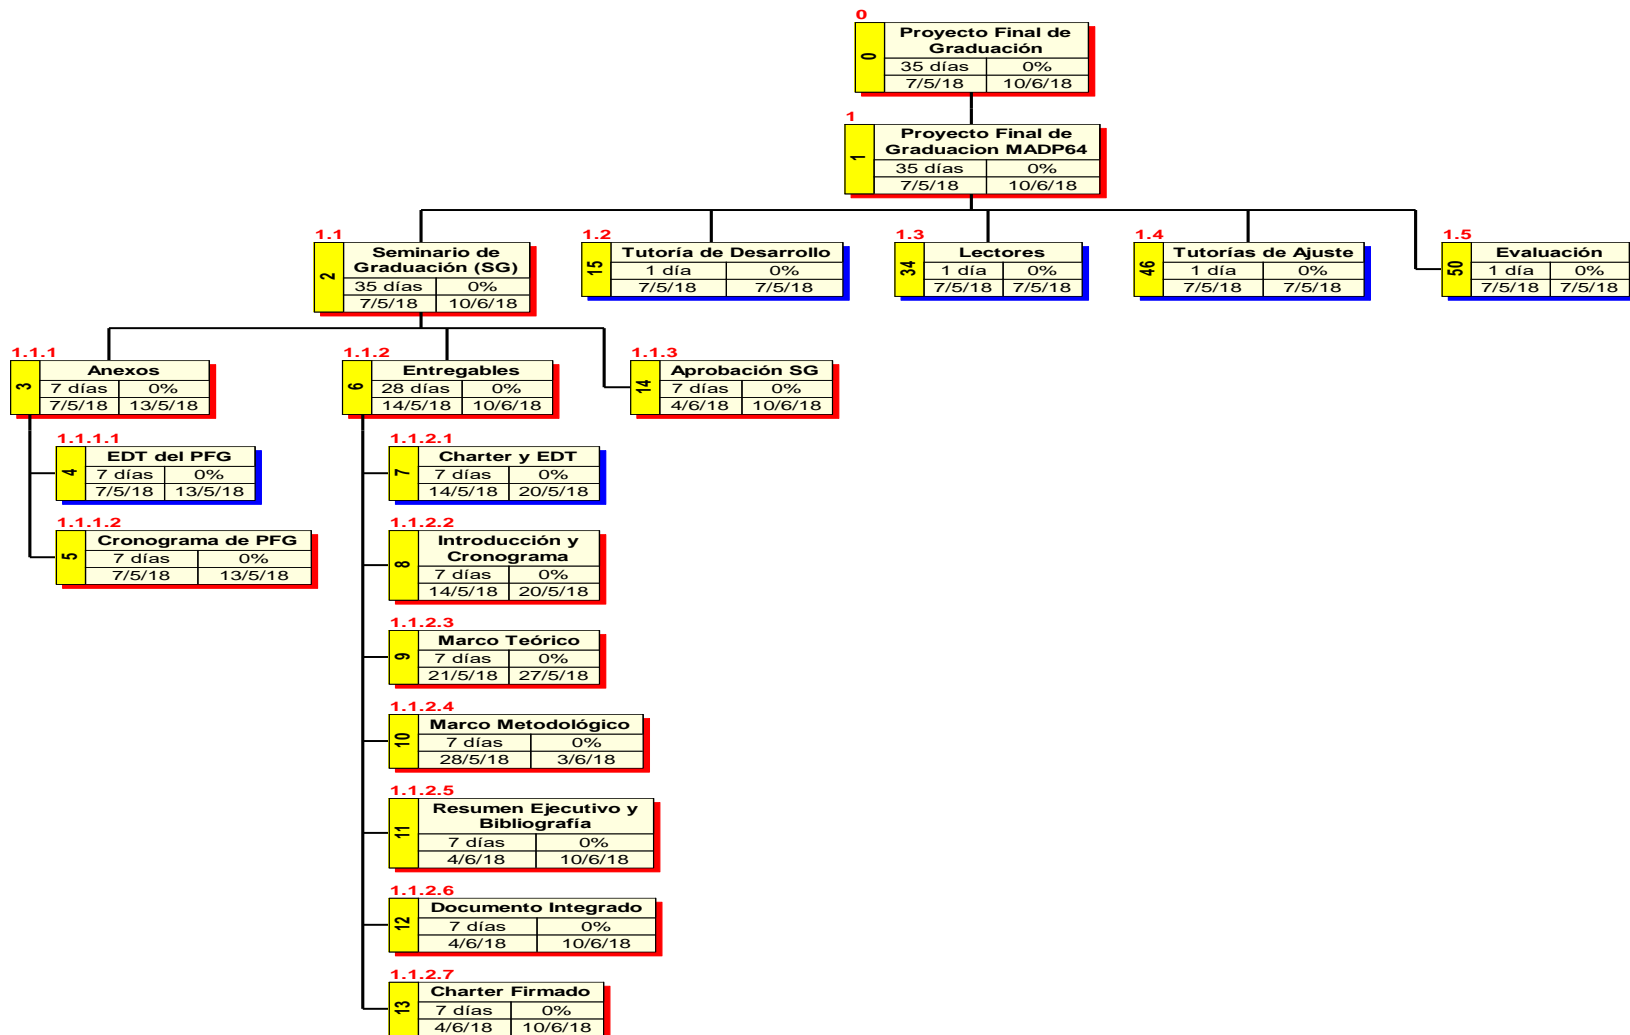 0
0
Proyecto Final de
Graduación
35 días 0%
7/5/18 10/6/18
1
1
Proyecto Final de
Graduacion MADP64
35 días 0%
7/5/18 10/6/18
1.1
2
Seminario de
Graduación (SG)
35 días 0%
7/5/18 10/6/18
1.2
15
Tutoría de Desarrollo
1 día 0%
7/5/18 7/5/18
1.3
34
Lectores
1 día 0%
7/5/18 7/5/18
1.4
46
Tutorías de Ajuste
1 día 0%
7/5/18 7/5/18
1.5
50
Evaluación
1 día 0%
7/5/18 7/5/18
1.1.1
3
Anexos
7 días 0%
7/5/18 13/5/18
1.1.2
6
Entregables
28 días 0%
14/5/18 10/6/18
1.1.3
14
Aprobación SG
7 días 0%
4/6/18 10/6/18
1.1.1.1
4
EDT del PFG
7 días 0%
7/5/18 13/5/18
1.1.1.2
5
Cronograma de PFG
7 días 0%
7/5/18 13/5/18
1.1.2.1
7
Charter y EDT
7 días 0%
14/5/18 20/5/18
1.1.2.2
8
Introducción y
Cronograma
7 días 0%
14/5/18 20/5/18
1.1.2.3
9
Marco Teórico
7 días 0%
21/5/18 27/5/18
1.1.2.4
10
Marco Metodológico
7 días 0%
28/5/18 3/6/18
1.1.2.5
11
Resumen Ejecutivo y
Bibliografía
7 días 0%
4/6/18 10/6/18
1.1.2.6
12
Documento Integrado
7 días 0%
4/6/18 10/6/18
1.1.2.7
13
Charter Firmado
7 días 0%
4/6/18 10/6/18